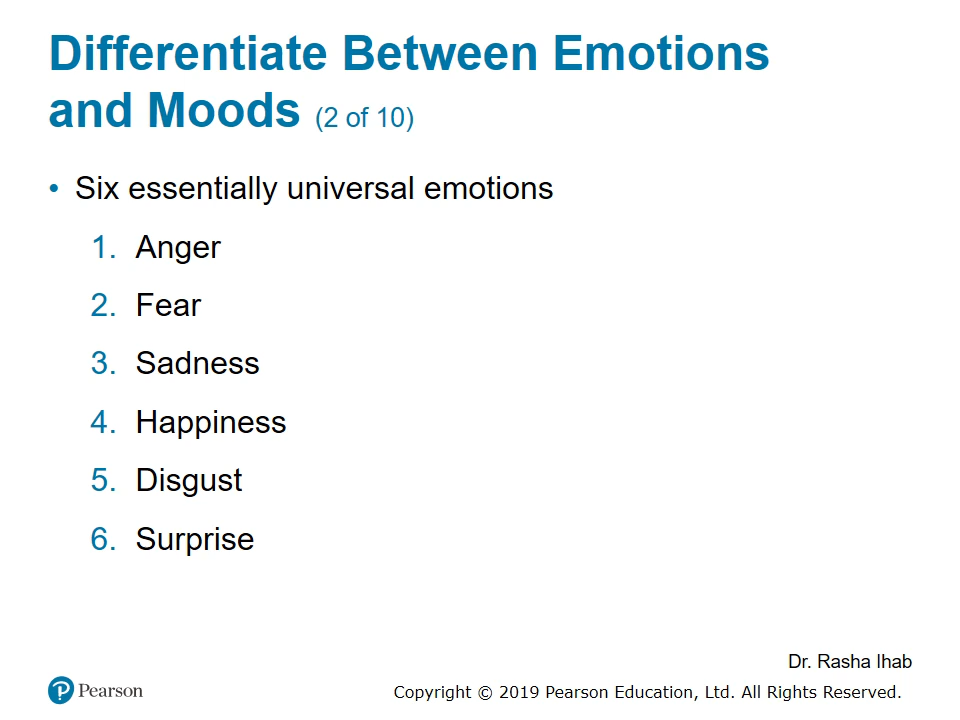 Differentiate Between Emotions
and Moods (2 of 10)
• Six essentially universal emotions
1. Anger
2. Fear
3. Sadness
4. Happiness
5. Disgust
6. Surprise
Dr. Rasha Ihab
Pearson
Copyright © 2019 Pearson Education, Ltd. All Rights Reserved.